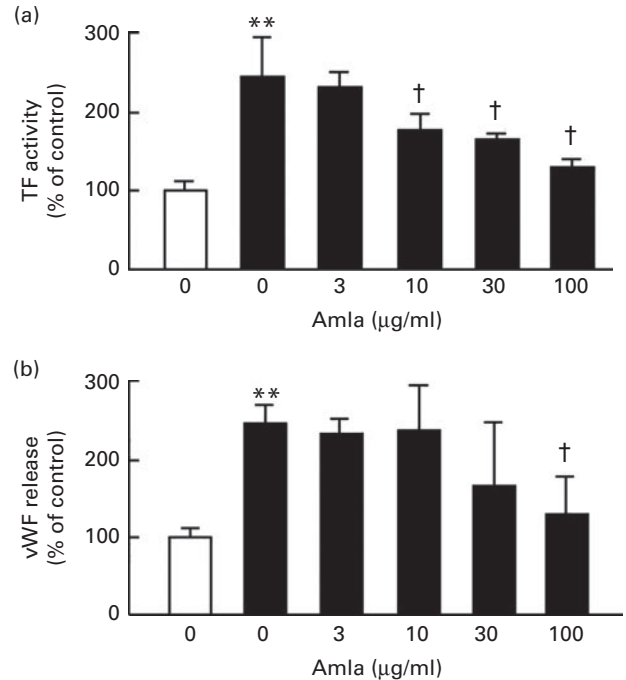 (a)
300
200
100
0
TF activity
(% of control)
**
†
†
†
0 0 3 10 30 100
Amla (μg/ml)
(b)
300
200
100
0
vWF release
(% of control)
**
†
0 0 3 10 30 100
Amla (μg/ml)